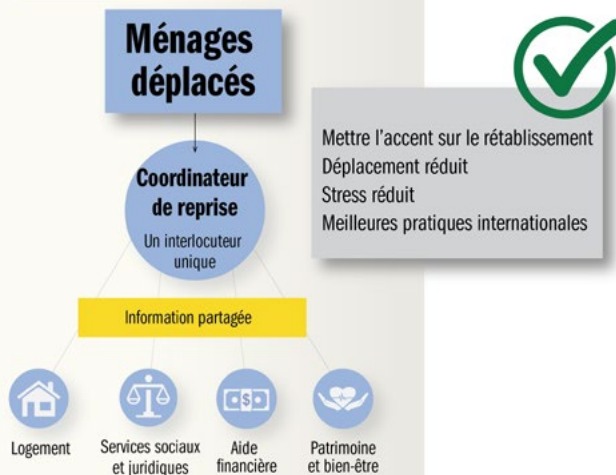 Ménages
déplacés
Mettre l'accent sur le rétablissement
Déplacement réduit
Stress réduit
Meilleures pratiques internationales
Coordinateur
de reprise
Un interlocuteur
unique
Information partagée
Logement
Services sociaux
et juridiques
Aide
financière
Patrimoine
et bien-être